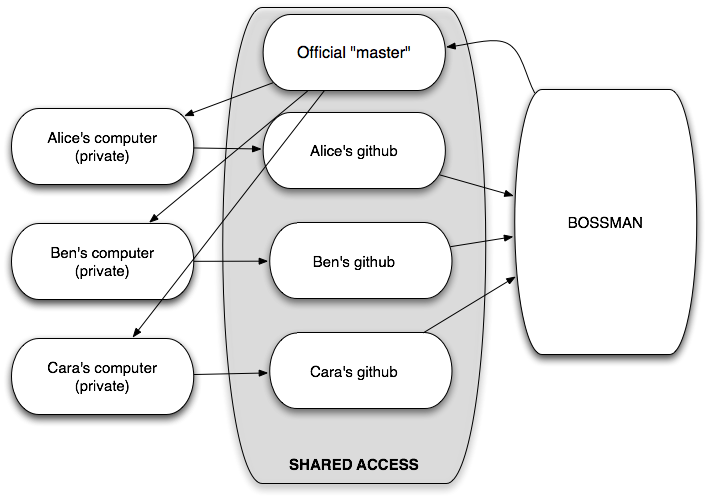 Official "master"
Alice's computer
(private)
Alice's github
BOSSMAN
Ben's computer
(private)
Ben's github
Cara's computer
(private)
Cara's github
SHARED ACCESS